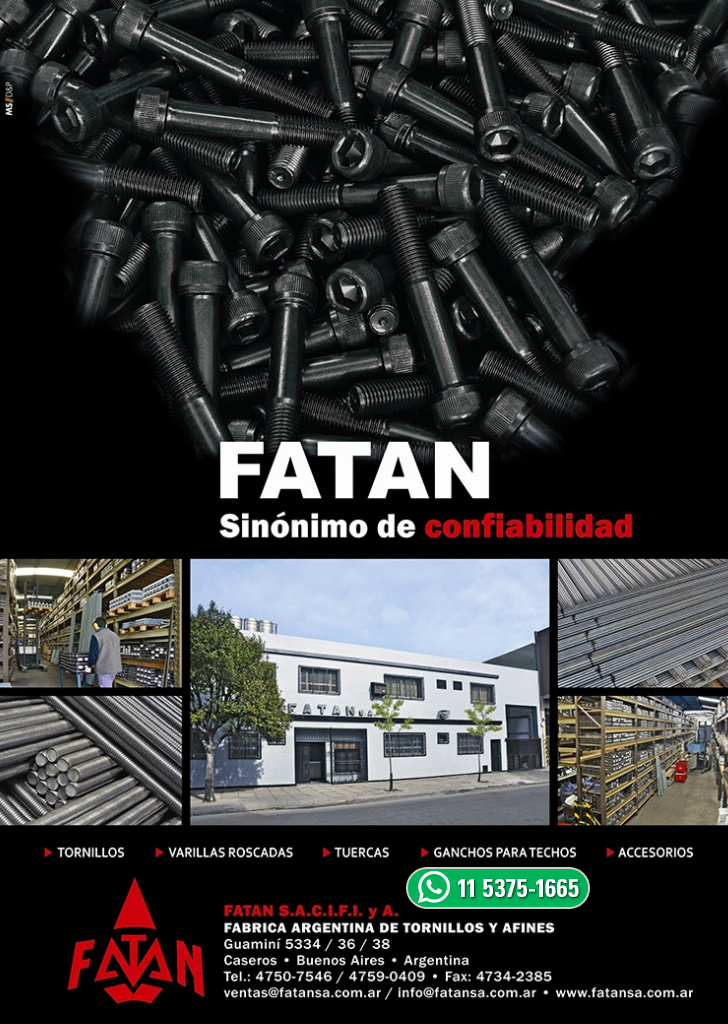 MS//D&P
FATAN
Sinónimo de confiabilidad
FATAN S.A.
TORNILLOS
VARILLAS ROSCADAS
TUERCAS
GANCHOS PARA TECHOS
ACCESORIOS
11 5375-1665
FATAN
FATAN S.A.C.I.F.I. y A.
FABRICA ARGENTINA DE TORNILLOS Y AFINES
Guaminí 5334 / 36 / 38
Caseros • Buenos Aires • Argentina
Tel.: 4750-7546 / 4759-0409 • Fax: 4734-2385
ventas@fatansa.com.ar / info@fatansa.com.ar • www.fatansa.com.ar